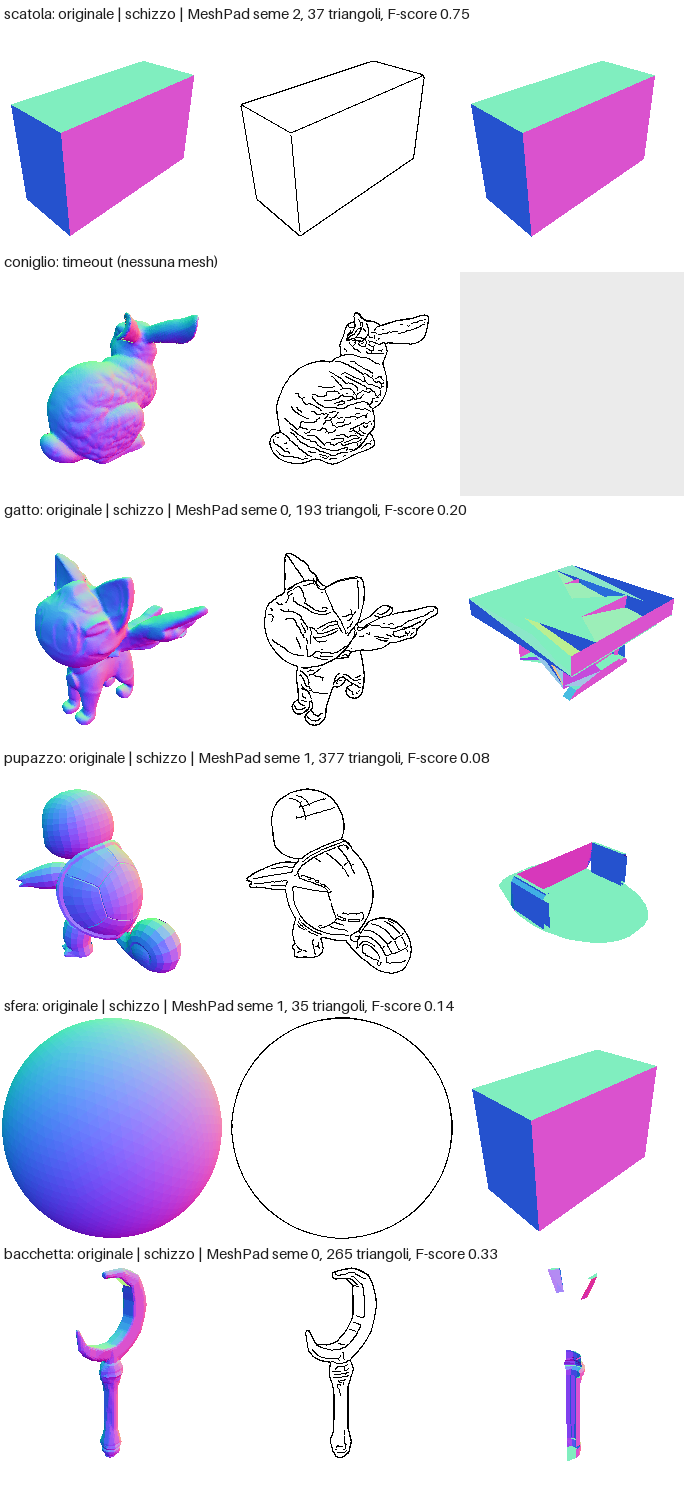 scatola: originale | schizzo | MeshPad seme 2, 37 triangoli, F-score 0.75
coniglio: timeout (nessuna mesh)
gatto: originale | schizzo | MeshPad seme 0, 193 triangoli, F-score 0.20
pupazzo: originale | schizzo | MeshPad seme 1, 377 triangoli, F-score 0.08
sfera: originale | schizzo | MeshPad seme 1, 35 triangoli, F-score 0.14
bacchetta: originale | schizzo | MeshPad seme 0, 265 triangoli, F-score 0.33